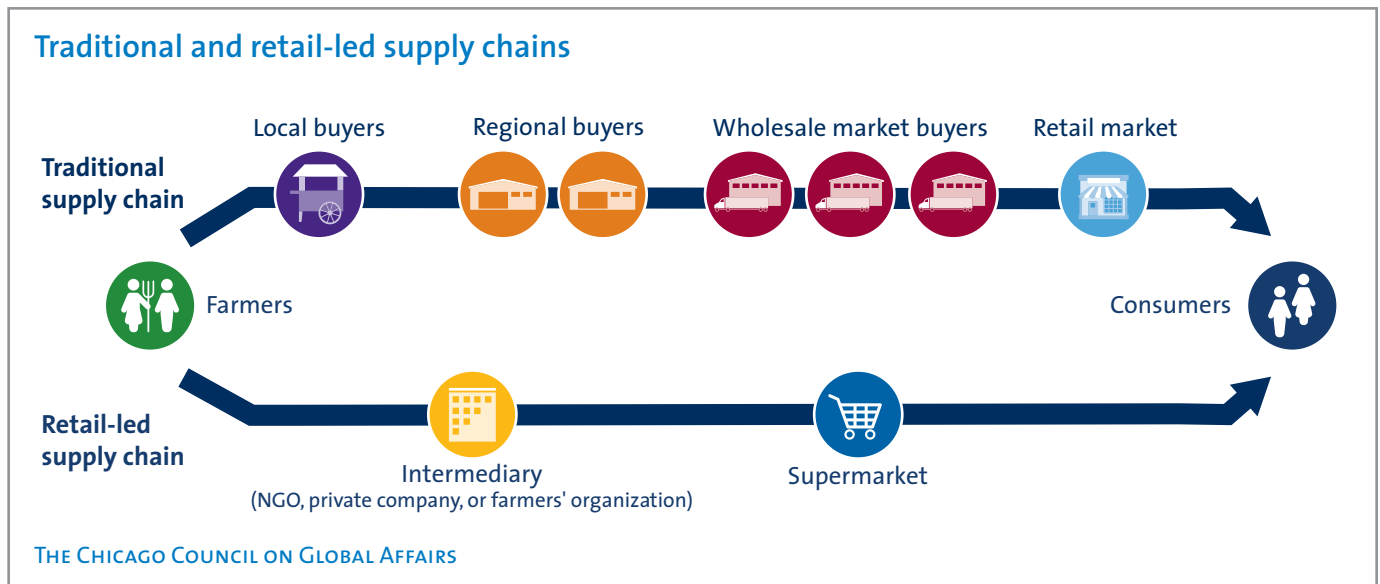 Traditional and retail-led supply chains
Local buyers
Regional buyers
Wholesale market buyers
Retail market
Traditional
supply chain
Farmers
Consumers
Retail-led
supply chain
Intermediary
(NGO, private company, or farmers' organization)
Supermarket
The Chicago Council on Global Affairs